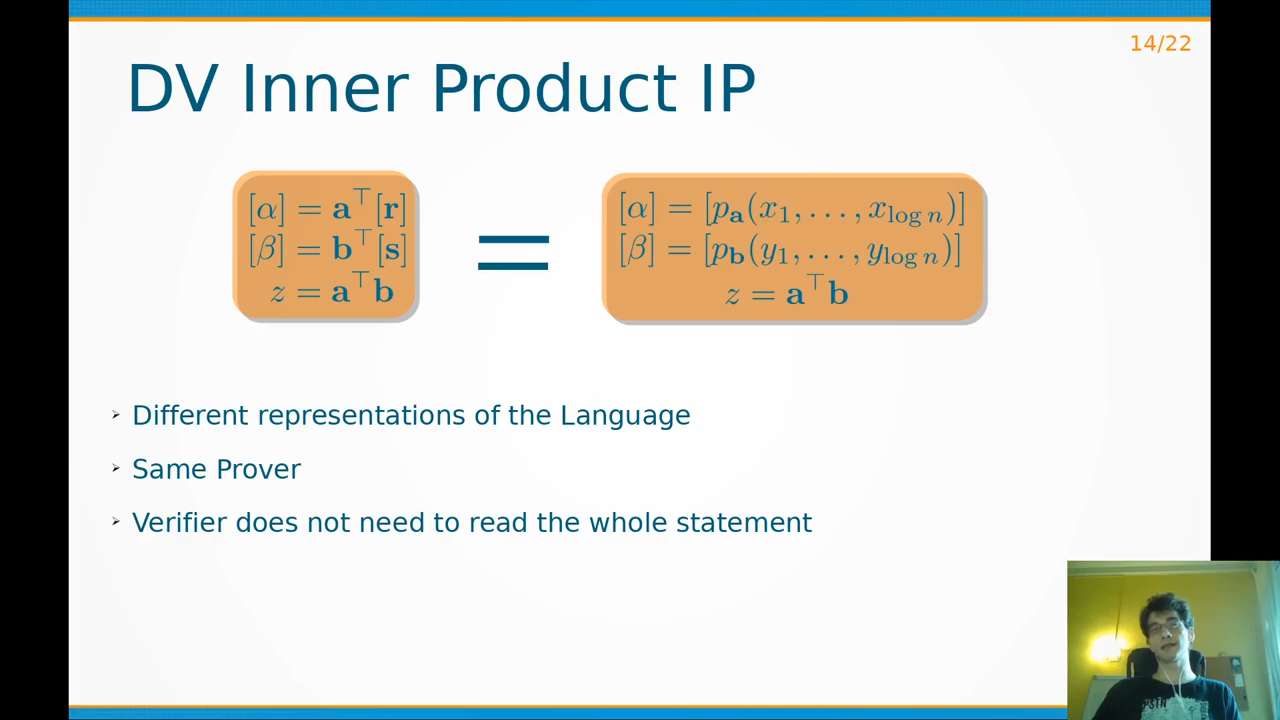 14/22
DV Inner Product IP
[α] = a⊤[r]
[β] = b⊤[s]
z = a⊤b
=
[α] = [p_a(x_1, . . . , x_{log n})]
[β] = [p_b(y_1, . . . , y_{log n})]
z = a⊤b
➢ Different representations of the Language
➢ Same Prover
➢ Verifier does not need to read the whole statement